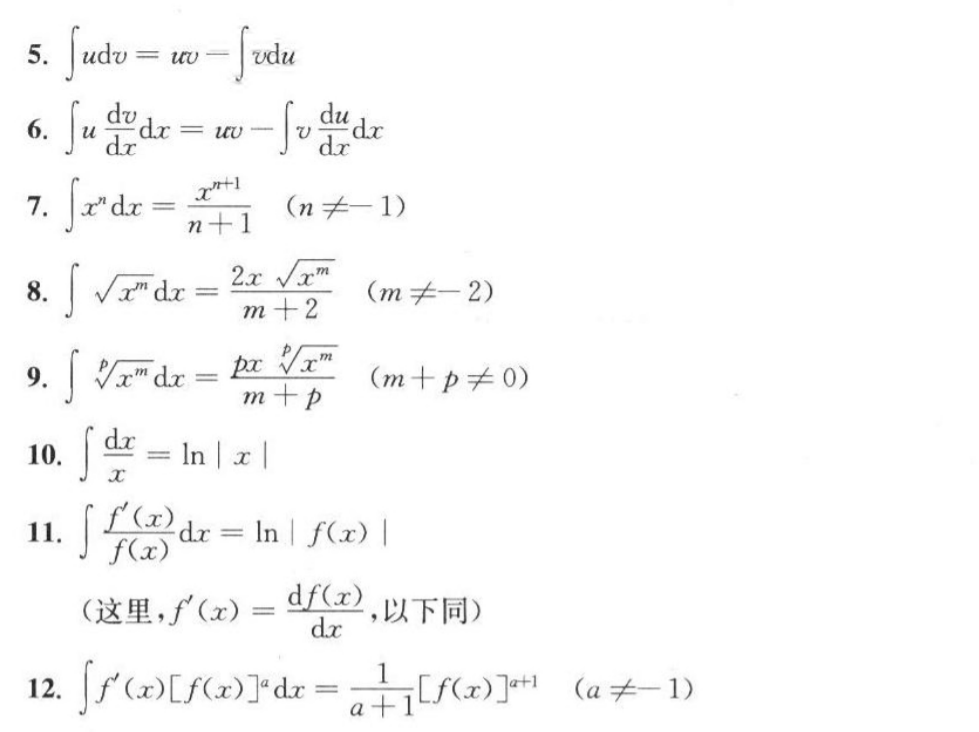 5. ∫udv = uv − ∫vdu
6. ∫u dv/dx dx = uv − ∫v du/dx dx
7. ∫xⁿdx = xⁿ⁺¹/(n+1) (n ≠ −1)
8. ∫ √(xᵐ) dx = 2x √(xᵐ)/(m+2) (m ≠ −2)
9. ∫ ᵖ√(xᵐ) dx = px ᵖ√(xᵐ)/(m+p) (m+p ≠ 0)
10. ∫ dx/x = ln | x |
11. ∫ f′(x)/f(x) dx = ln | f(x) |
(这里,f′(x) = df(x)/dx,以下同)
12. ∫f′(x)[f(x)]ᵃdx = 1/(a+1) [f(x)]ᵃ⁺¹ (a ≠ −1)